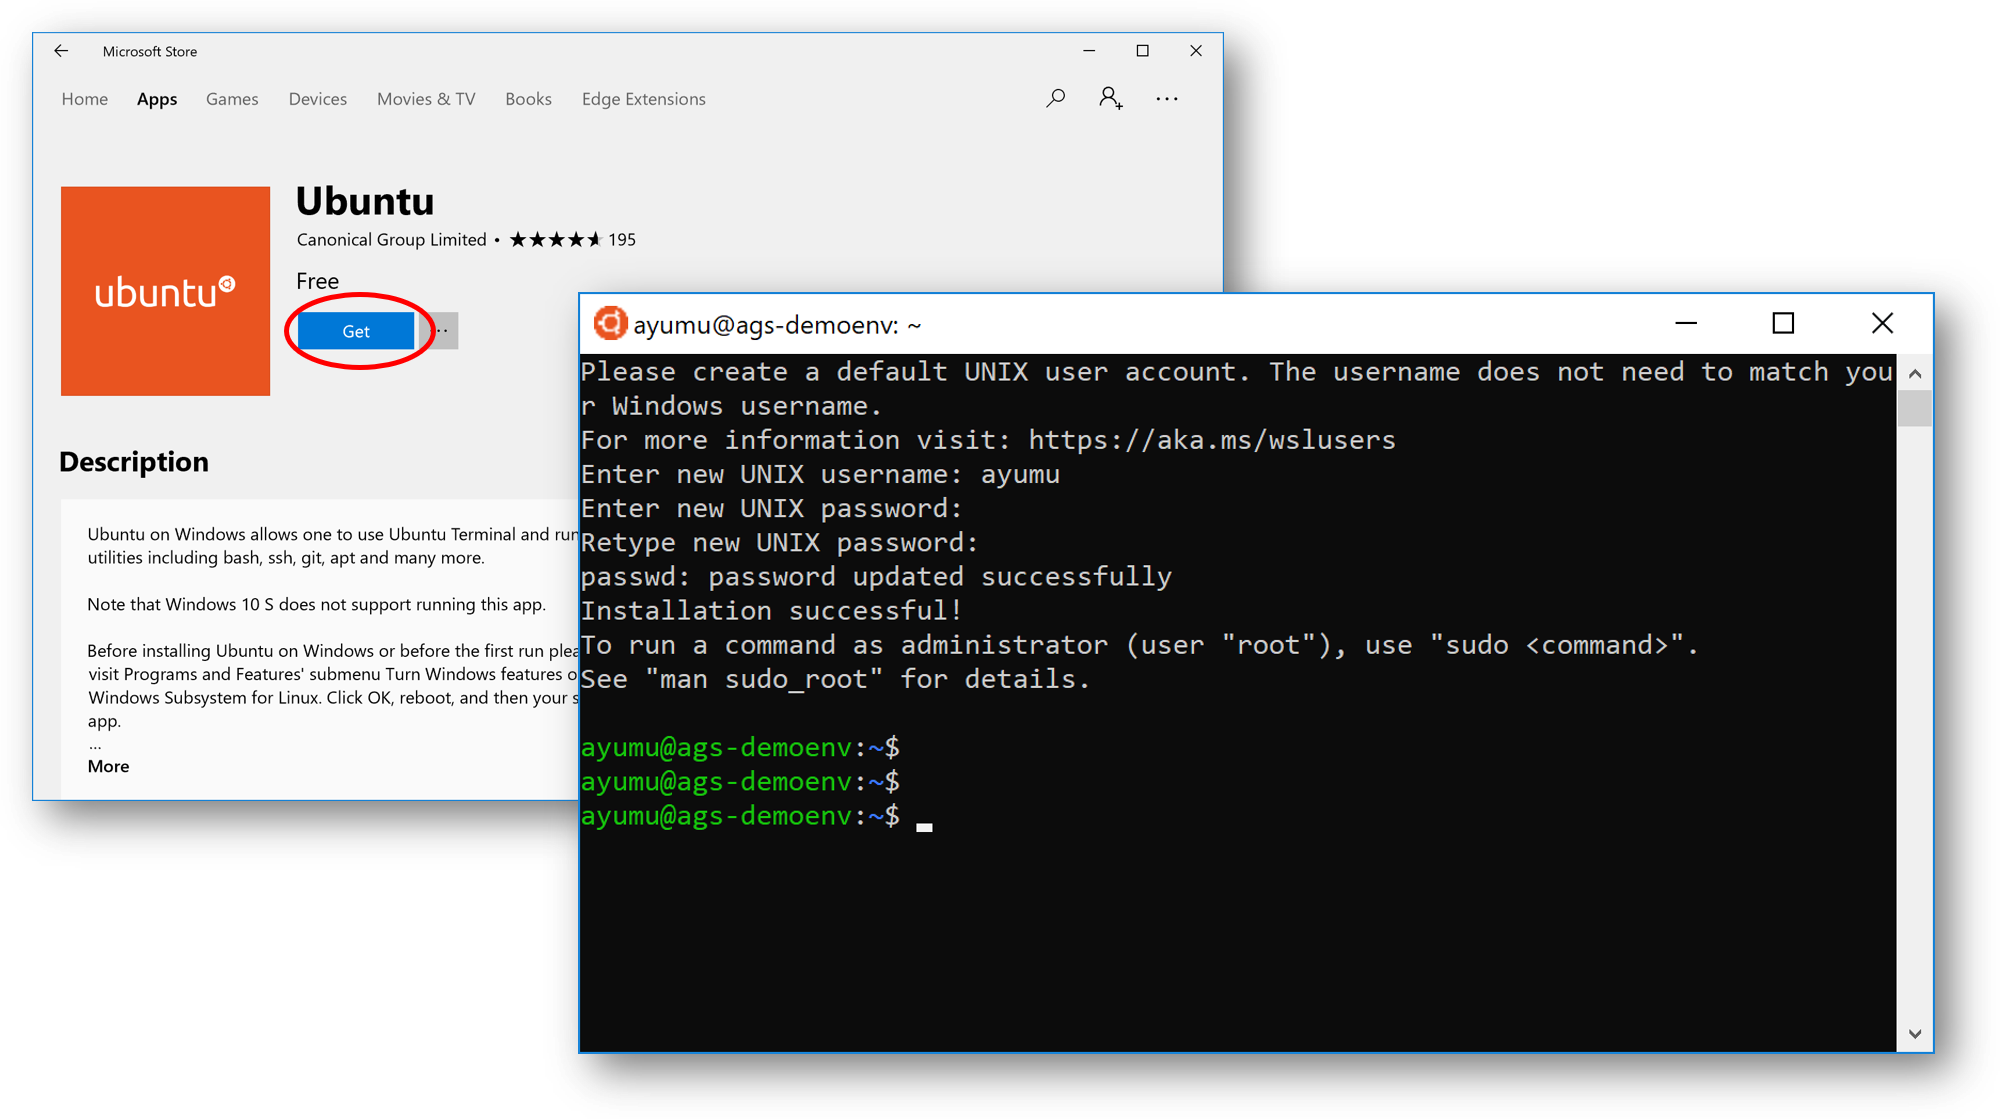 Microsoft Store
Home Apps Games Devices Movies & TV Books Edge Extensions
ubuntu
Ubuntu
Canonical Group Limited • ★★★★★ 195
Free
Get ...
Description
Ubuntu on Windows allows one to use Ubuntu Terminal and run
utilities including bash, ssh, git, apt and many more.
Note that Windows 10 S does not support running this app.
Before installing Ubuntu on Windows or before the first run plea
visit Programs and Features' submenu Turn Windows features o
Windows Subsystem for Linux. Click OK, reboot, and then your s
app.
...
More
ayumu@ags-demoenv: ~
Please create a default UNIX user account. The username does not need to match you
r Windows username.
For more information visit: https://aka.ms/wslusers
Enter new UNIX username: ayumu
Enter new UNIX password:
Retype new UNIX password:
passwd: password updated successfully
Installation successful!
To run a command as administrator (user "root"), use "sudo <command>".
See "man sudo_root" for details.
ayumu@ags-demoenv:~$
ayumu@ags-demoenv:~$
ayumu@ags-demoenv:~$